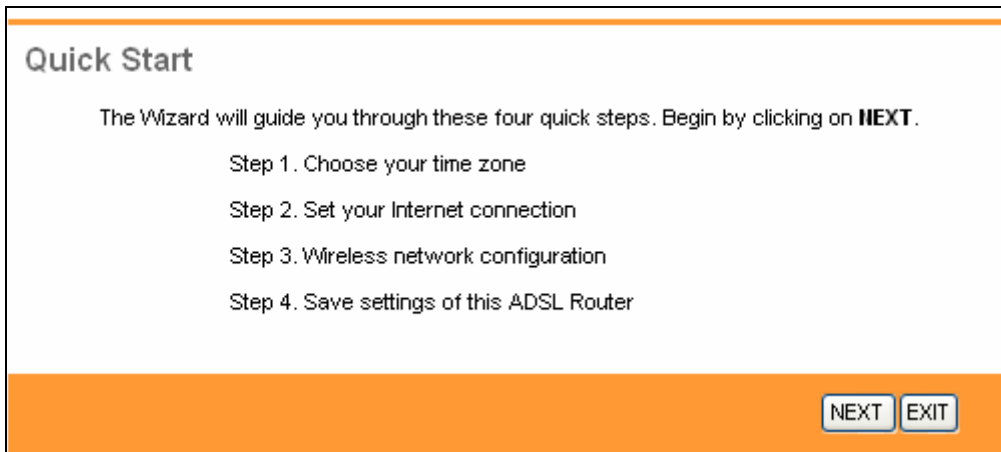 Quick Start
The Wizard will guide you through these four quick steps. Begin by clicking on NEXT.
Step 1. Choose your time zone
Step 2. Set your Internet connection
Step 3. Wireless network configuration
Step 4. Save settings of this ADSL Router
NEXT EXIT